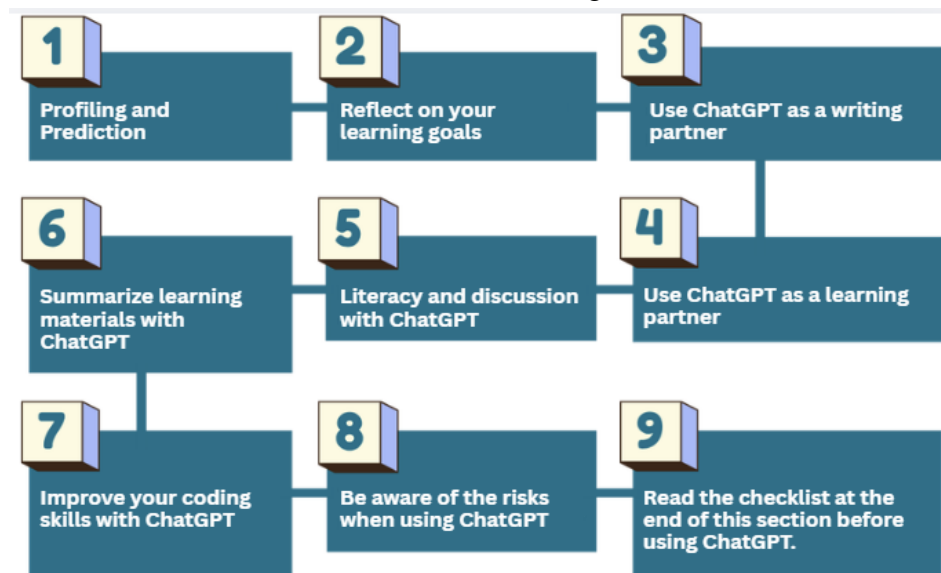 1
Profiling and
Prediction
2
Reflect on your
learning goals
3
Use ChatGPT as a writing
partner
4
Use ChatGPT as a learning
partner
5
Literacy and discussion
with ChatGPT
6
Summarize learning
materials with
ChatGPT
7
Improve your coding
skills with ChatGPT
8
Be aware of the risks
when using ChatGPT
9
Read the checklist at the
end of this section before
using ChatGPT.